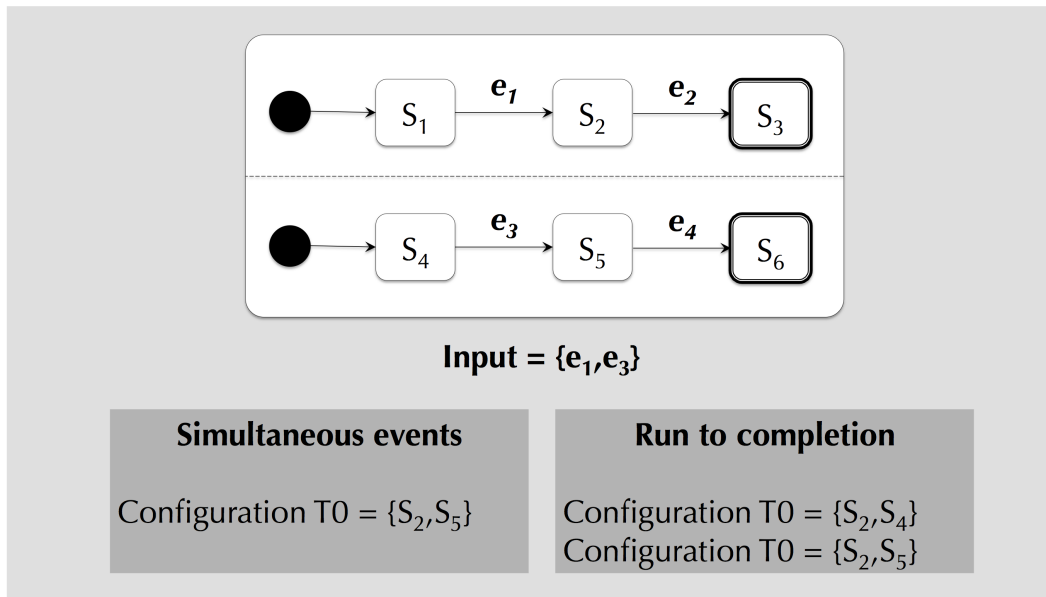 e₁ e₂
S₁ S₂ S₃
e₃ e₄
S₄ S₅ S₆
Input = {e₁,e₃}
Simultaneous events
Configuration T0 = {S₂,S₅}
Run to completion
Configuration T0 = {S₂,S₄}
Configuration T0 = {S₂,S₅}